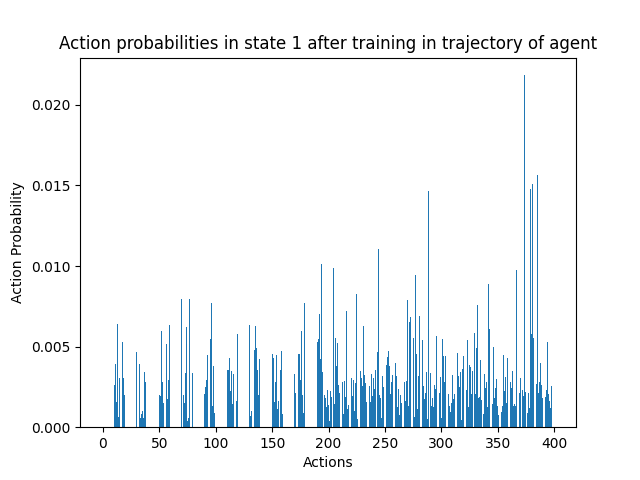 Action probabilities in state 1 after training in trajectory of agent
0.020
0.015
0.010
0.005
0.000
Action Probability
0 50 100 150 200 250 300 350 400
Actions